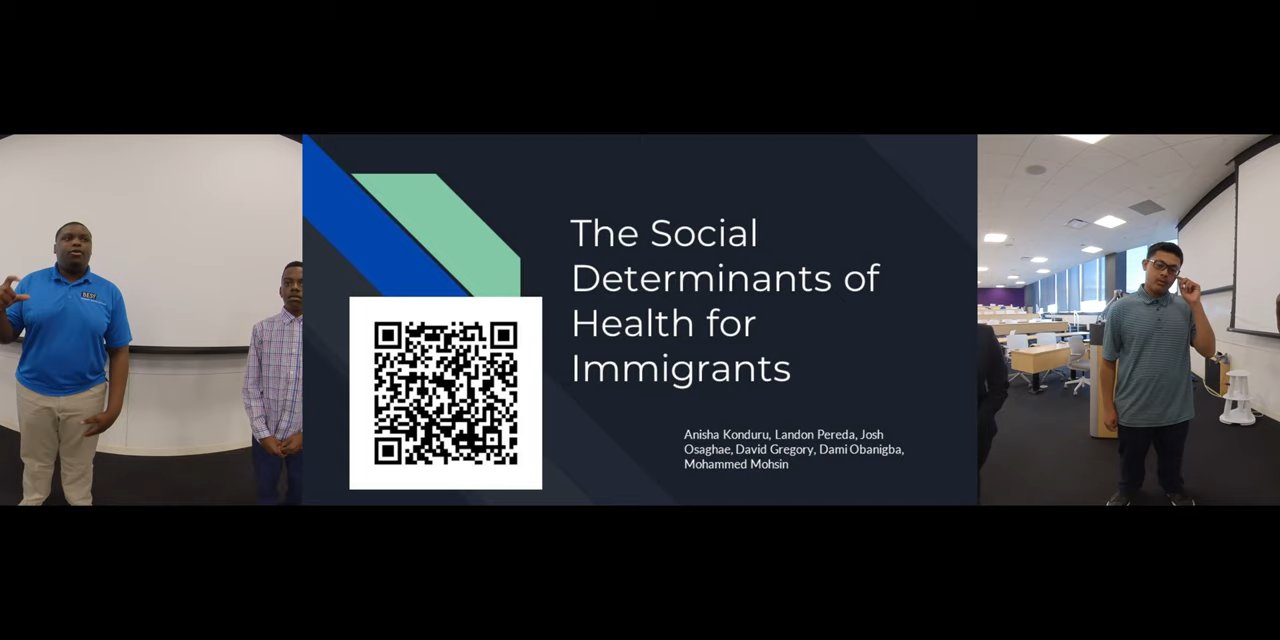 BEST
The Social
Determinants of
Health for
Immigrants
Anisha Konduru, Landon Pereda, Josh
Osaghae, David Gregory, Dami Obanigba,
Mohammed Mohsin